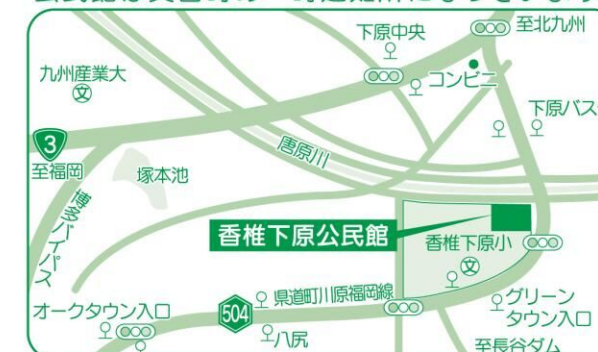 下原中央
至北九州
九州産業大
文
コンビニ
下原バス
3
至福岡
唐原川
塚本池
博多バイパス
香椎下原公民館
香椎下原小
文
オークタウン入口
504
県道町川原福岡線
グリーン
タウン入口
八尻
至長谷ダム